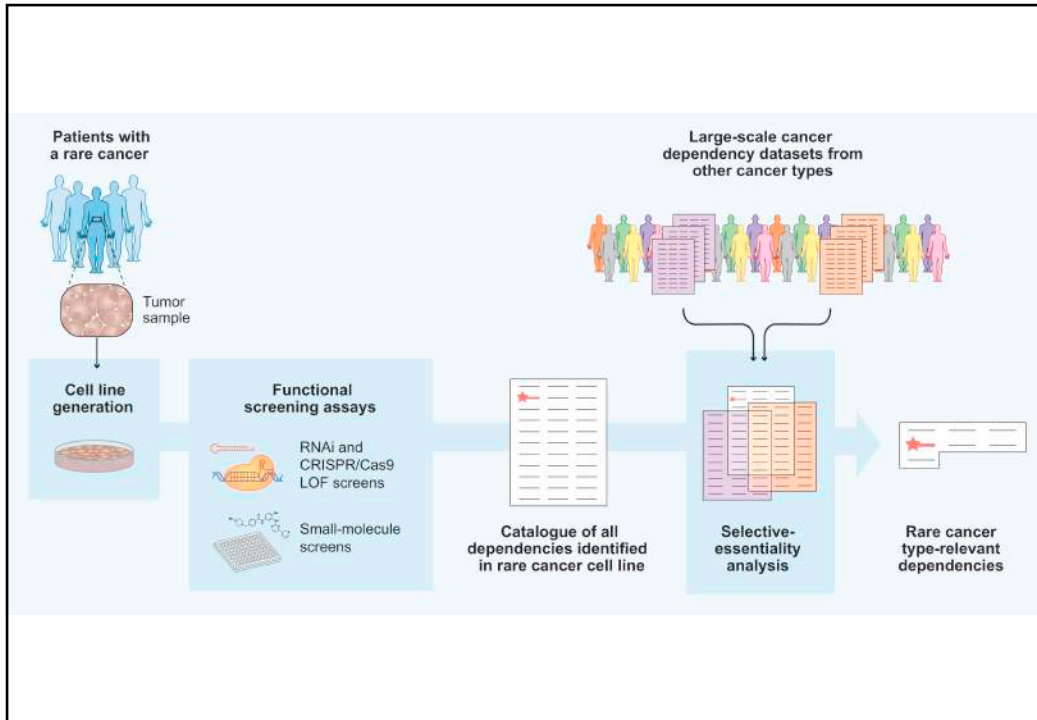 Patients with
a rare cancer
Tumor
sample
Cell line
generation
Functional
screening assays
RNAi and
CRISPR/Cas9
LOF screens
Small-molecule
screens
Catalogue of all
dependencies identified
in rare cancer cell line
Large-scale cancer
dependency datasets from
other cancer types
Selective-
essentiality
analysis
Rare cancer
type-relevant
dependencies